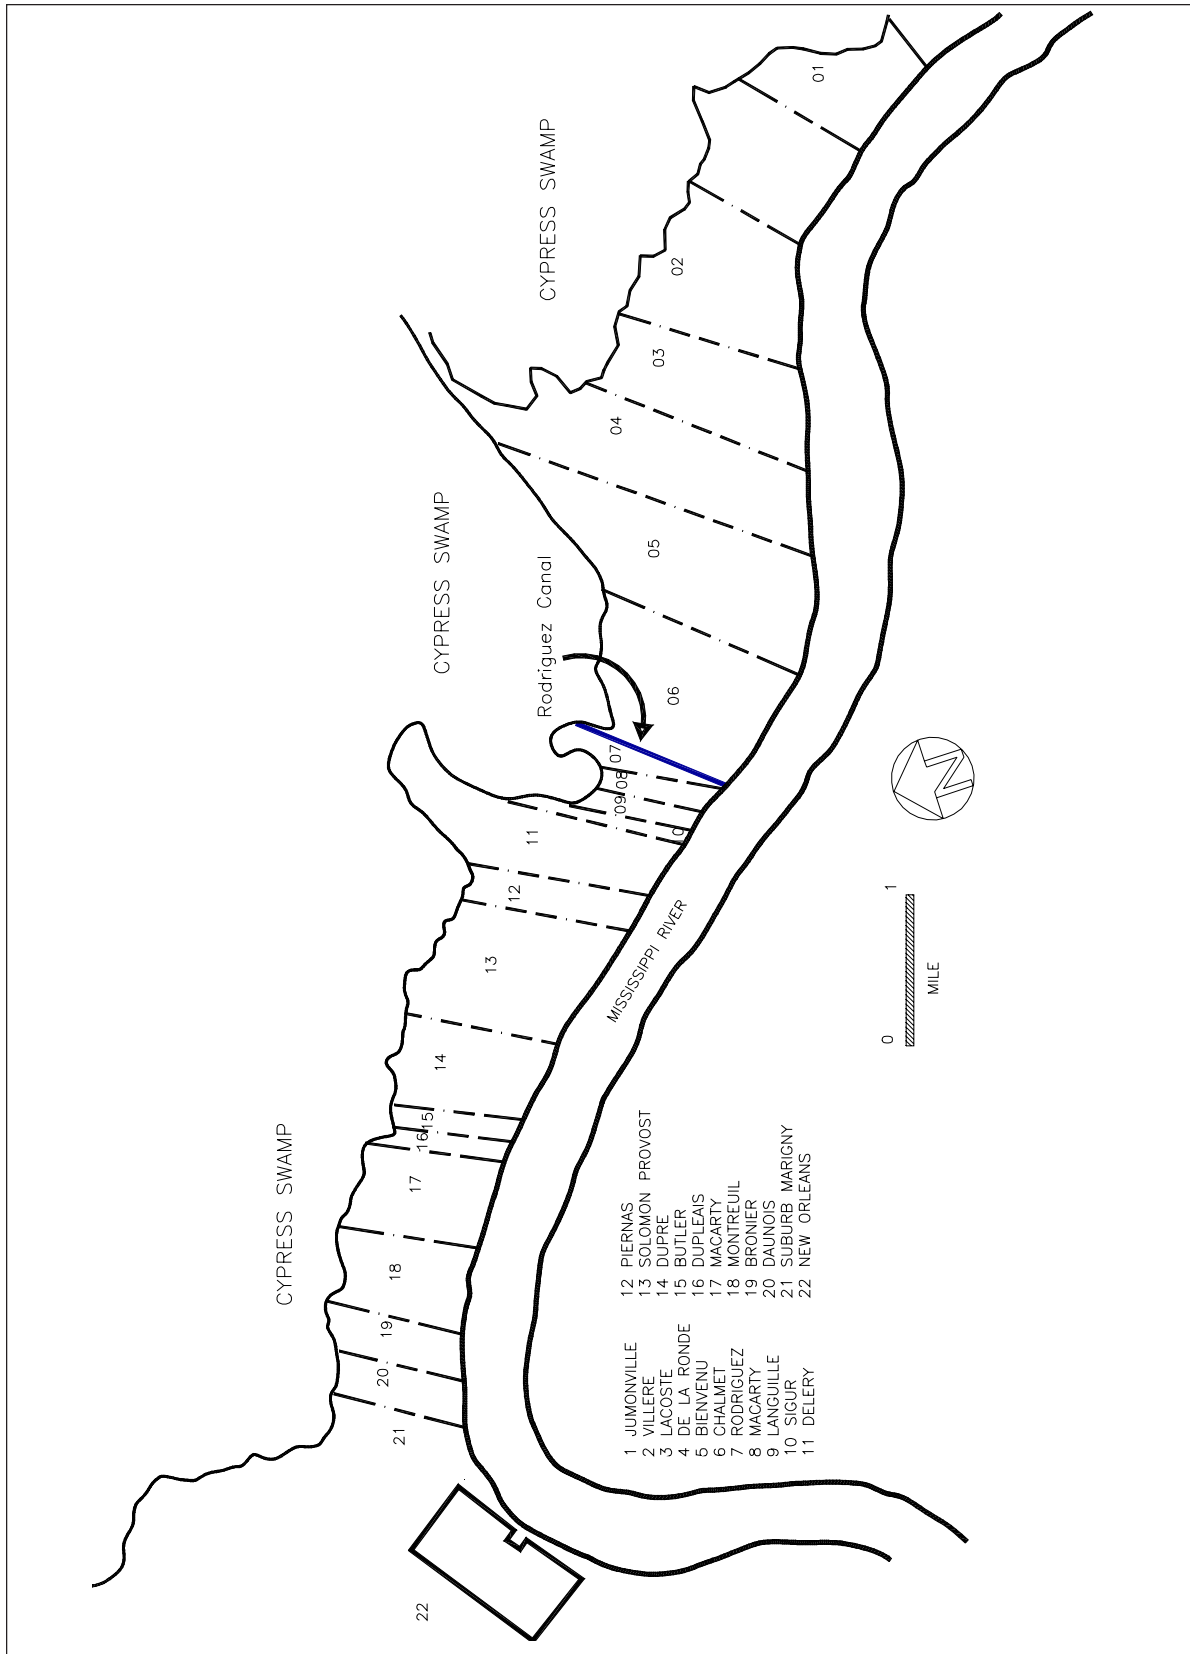 CYPRESS SWAMP
CYPRESS SWAMP
CYPRESS SWAMP
Rodriguez Canal
MISSISSIPPI RIVER
22
21
20
19
18
17
16
15
14
13
12
11
10
09
08
07
06
05
04
03
02
01
1 JUMONVILLE
2 VILLERE
3 LACOSTE
4 DE LA RONDE
5 BIENVENU
6 CHALMET
7 RODRIGUEZ
8 MACARTY
9 LANGUILLE
10 SIGUR
11 DELERY
12 PIERNAS
13 SOLOMON PROVOST
14 DUPRE
15 BUTLER
16 DUPLEAIS
17 MACARTY
18 MONTREUIL
19 BRONIER
20 DAUNOIS
21 SUBURB MARIGNY
22 NEW ORLEANS
0 1
MILE
N